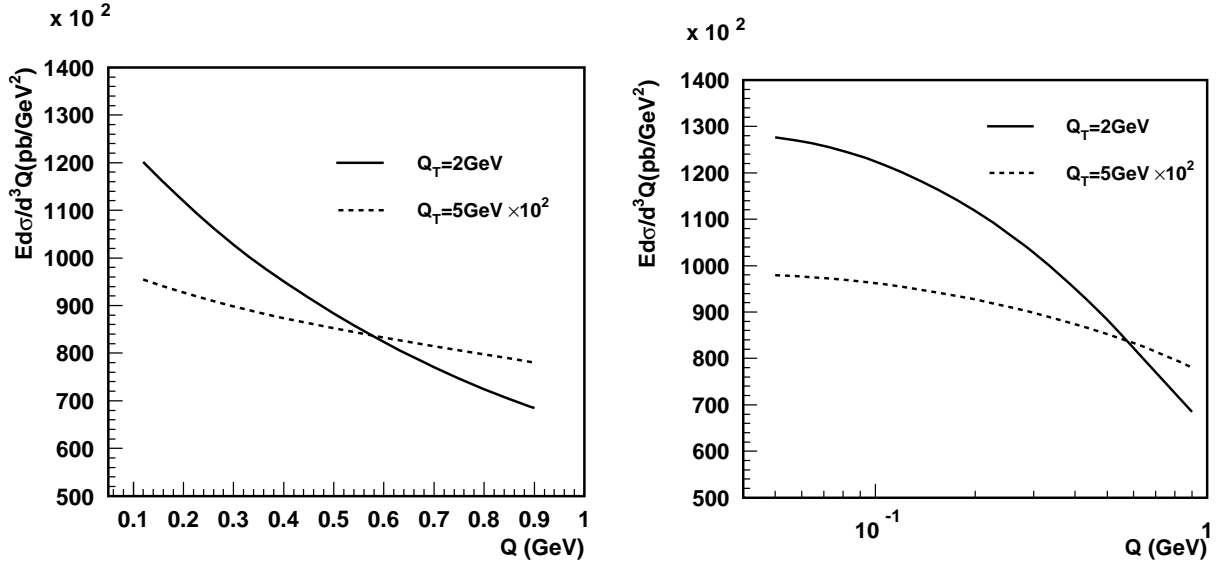 x 10 2
Edσ/d3Q(pb/GeV2)
1400
1300
1200
1100
1000
900
800
700
600
500
QT=2GeV
QT=5GeV ×102
0.1 0.2 0.3 0.4 0.5 0.6 0.7 0.8 0.9 1
Q (GeV)
x 10 2
Edσ/d3Q(pb/GeV2)
1400
1300
1200
1100
1000
900
800
700
600
500
QT=2GeV
QT=5GeV ×102
10 -1 1
Q (GeV)